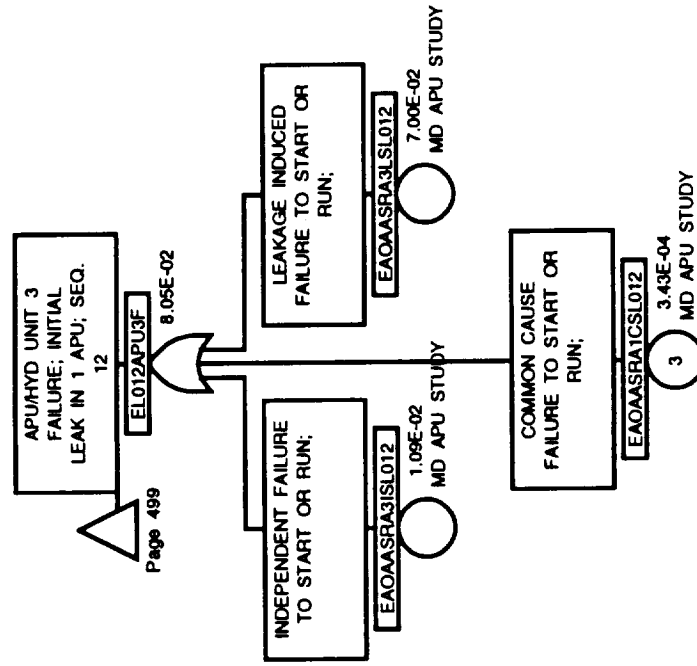 APU/HYD UNIT 3
FAILURE; INITIAL
LEAK IN 1 APU; SEQ.
12
EL012APU3F
8.05E-02
Page 499
INDEPENDENT FAILURE
TO START OR RUN;
EAOAASRA3ISL012
1.09E-02
MD APU STUDY
LEAKAGE INDUCED
FAILURE TO START OR
RUN;
EAOAASRA3LSL012
7.00E-02
MD APU STUDY
COMMON CAUSE
FAILURE TO START OR
RUN;
EAOAASRA1CSL012
3
3.43E-04
MD APU STUDY